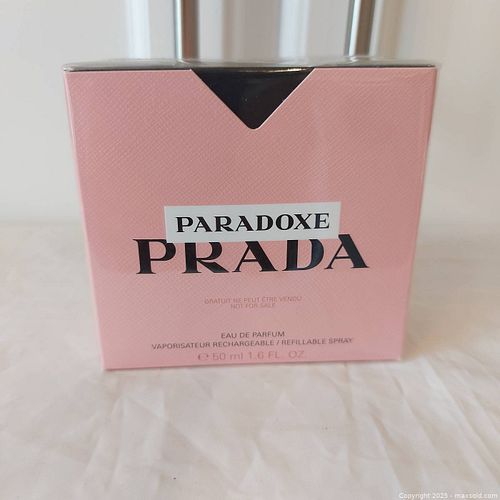 PARADOXE
PRADA
GRATUIT NE PEUT ÊTRE VENDU
NOT FOR SALE
EAU DE PARFUM
VAPORISATEUR RECHARGEABLE / REFILLABLE SPRAY
℮ 50 ml 1.6 FL. OZ.
Copyright 2025 - maxsold.com